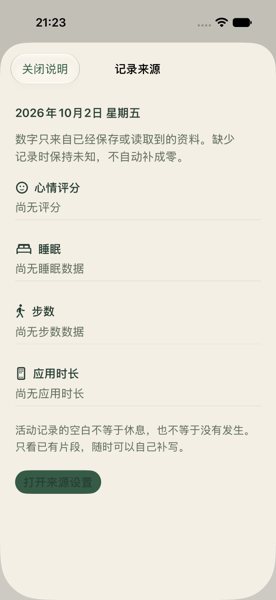 21:23
关闭说明
记录来源
2026年10月2日 星期五
数字只来自已经保存或读取到的资料。缺少
记录时保持未知，不自动补成零。
心情评分
尚无评分
睡眠
尚无睡眠数据
步数
尚无步数数据
应用时长
尚无应用时长
活动记录的空白不等于休息，也不等于没有发生。
只看已有片段，随时可以自己补写。
打开来源设置